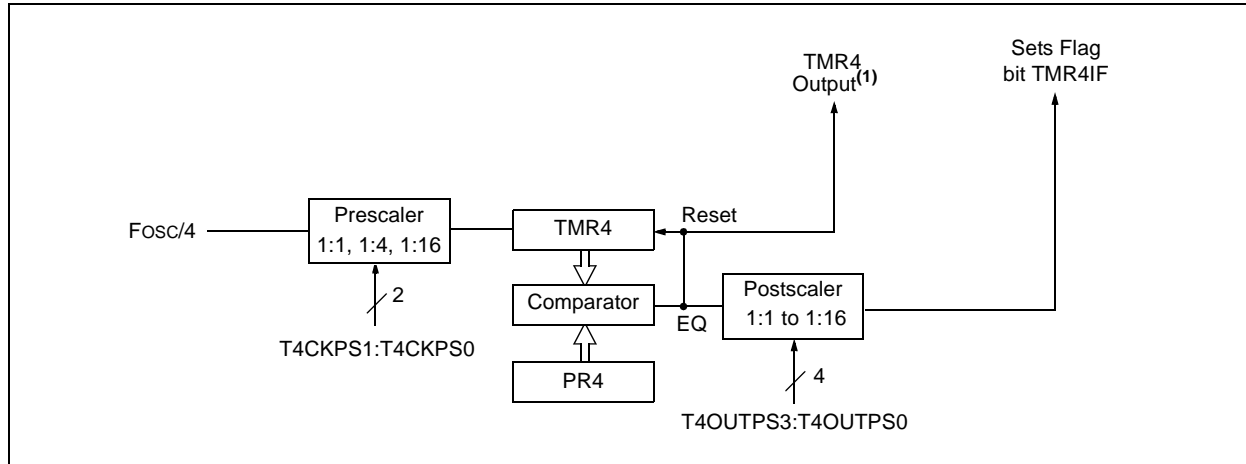 TMR4
Output(1)
Sets Flag
bit TMR4IF
FOSC/4
Prescaler
1:1, 1:4, 1:16
2
T4CKPS1:T4CKPS0
TMR4
Reset
Comparator
EQ
PR4
Postscaler
1:1 to 1:16
4
T4OUTPS3:T4OUTPS0